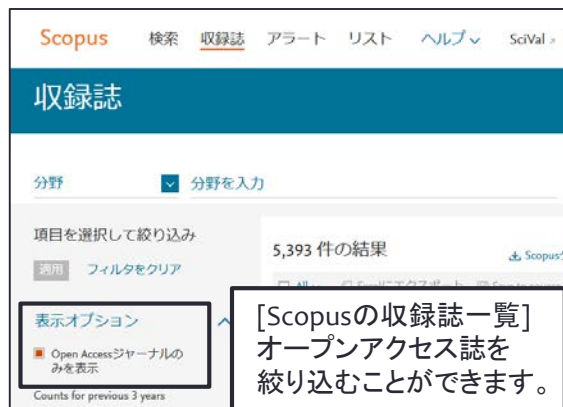 Scopus 検索 収録誌 アラート リスト ヘルプ SciVal
収録誌
分野 分野を入力
項目を選択して絞り込み
適用 フィルタをクリア
5,393 件の結果
Scopus
表示オプション
Open Accessジャーナルの
みを表示
Counts for previous 3 years
[Scopusの収録誌一覧]
オープンアクセス誌を
絞り込むことができます。